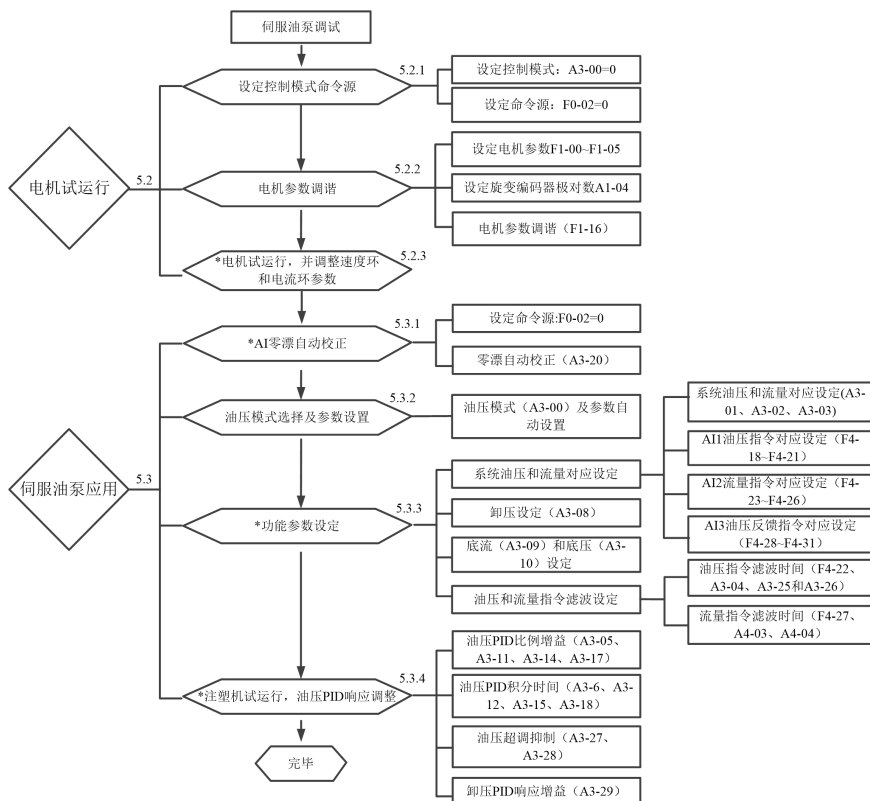 伺服油泵调试
5.2.1
设定控制模式命令源
设定控制模式：A3-00=0
设定命令源：F0-02=0
电机试运行
5.2
5.2.2
电机参数调谐
设定电机参数F1-00~F1-05
设定旋变编码器极对数A1-04
电机参数调谐（F1-16）
5.2.3
*电机试运行，并调整速度环
和电流环参数
5.3.1
*AI零漂自动校正
设定命令源:F0-02=0
零漂自动校正（A3-20）
5.3.2
油压模式选择及参数设置
油压模式（A3-00）及参数自
动设置
伺服油泵应用
5.3
5.3.3
*功能参数设定
系统油压和流量对应设定
卸压设定（A3-08）
底流（A3-09）和底压（A3-
10）设定
油压和流量指令滤波设定
系统油压和流量对应设定(A3-
01、A3-02、A3-03)
AI1油压指令对应设定（F4-
18~F4-21）
AI2流量指令对应设定（F4-
23~F4-26）
AI3油压反馈指令对应设定
（F4-28~F4-31）
油压指令滤波时间（F4-22、
A3-04、A3-25和A3-26）
流量指令滤波时间（F4-27、
A4-03、A4-04）
5.3.4
*注塑机试运行，油压PID响应调整
油压PID比例增益（A3-05、
A3-11、A3-14、A3-17）
油压PID积分时间（A3-6、A3-
12、A3-15、A3-18）
油压超调抑制（A3-27、
A3-28）
卸压PID响应增益（A3-29）
完毕